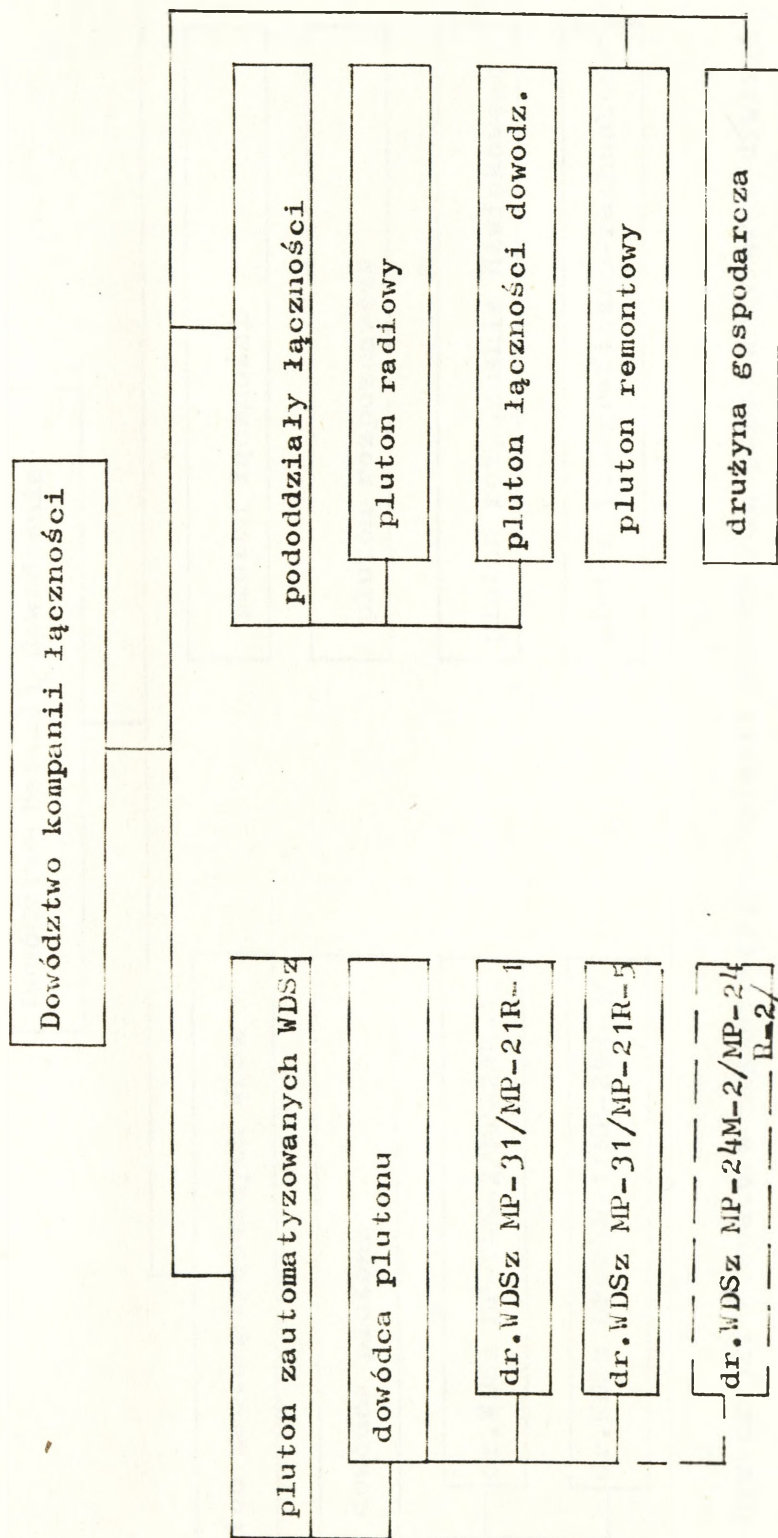 Dowództwo kompanii łączności
pluton zautomatyzowanych WDSz
dowódca plutonu
dr.WDSz MP-31/MP-21R-1
dr.WDSz MP-31/MP-21R-5
dr.WDSz MP-24M-2/MP-24
R-2/
pododdziały łączności
pluton radiowy
pluton łączności dowodz.
pluton remontowy
drużyna gospodarcza